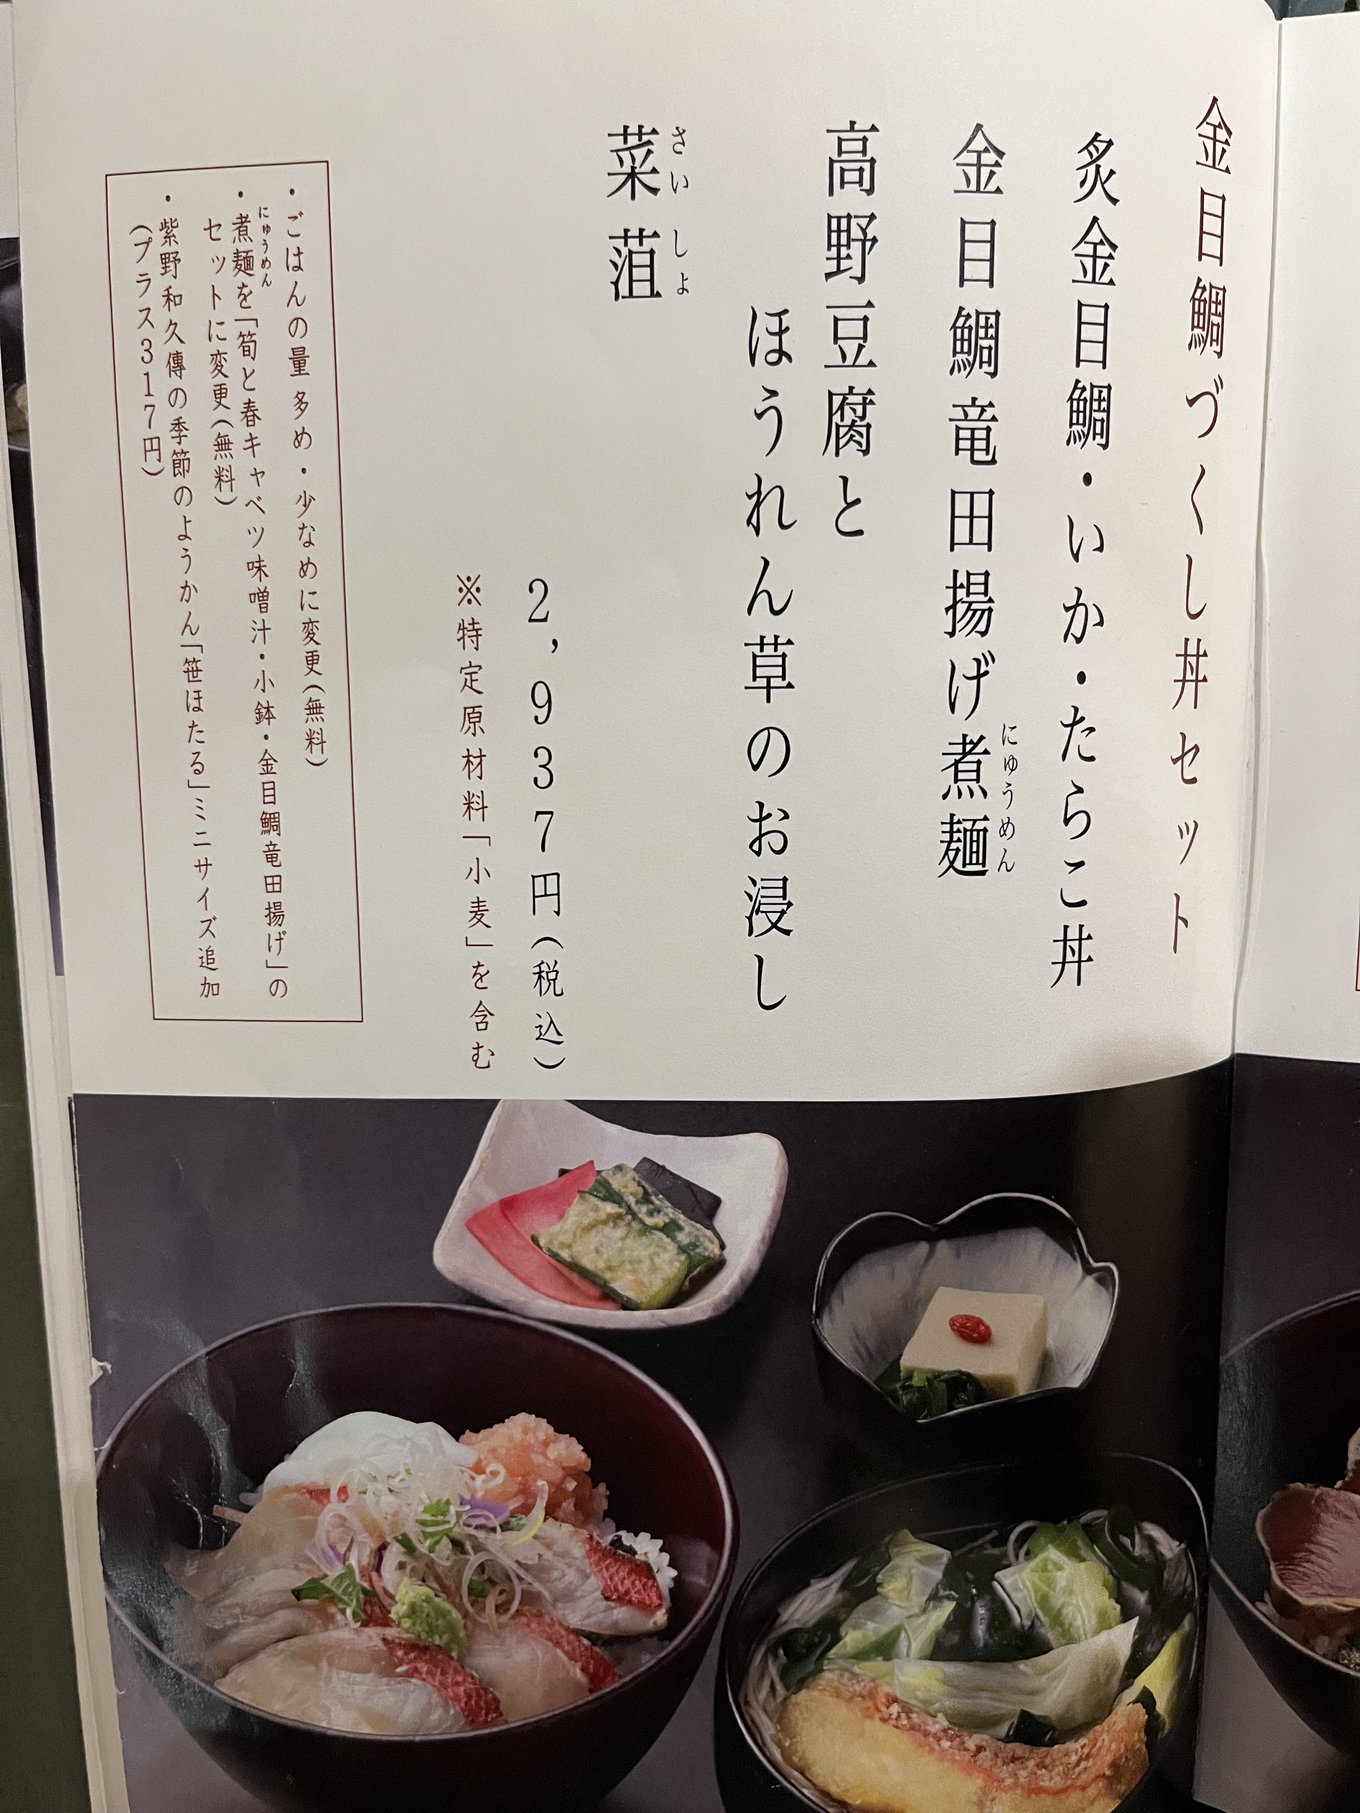 金目鯛づくし丼セット
炙金目鯛・いか・たらこ丼
金目鯛竜田揚げ煮麺
にゅうめん
高野豆腐と
ほうれん草のお浸し
さいしょ
菜葅
2,937円(税込)
※特定原材料「小麦」を含む
・ごはんの量 多め・少なめに変更(無料)
にゅうめん
・煮麺を「筍と春キャベツ味噌汁・小鉢・金目鯛竜田揚げ」の
セットに変更(無料)
・紫野和久傳の季節のようかん「笹ほたる」ミニサイズ追加
(プラス317円)